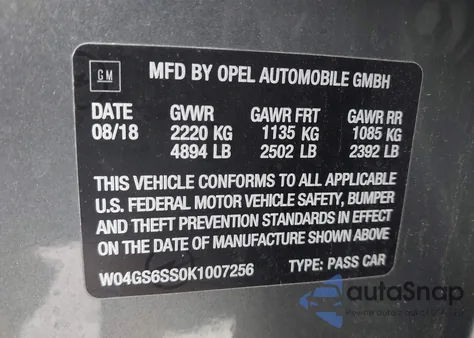 GM
MFD BY OPEL AUTOMOBILE GMBH
DATE GVWR GAWR FRT GAWR RR
08/18 2220 KG 1135 KG 1085 KG
4894 LB 2502 LB 2392 LB
THIS VEHICLE CONFORMS TO ALL APPLICABLE
U.S. FEDERAL MOTOR VEHICLE SAFETY, BUMPER
AND THEFT PREVENTION STANDARDS IN EFFECT
ON THE DATE OF MANUFACTURE SHOWN ABOVE
W04GS6SS0K1007256 TYPE: PASS CAR
autoSnap